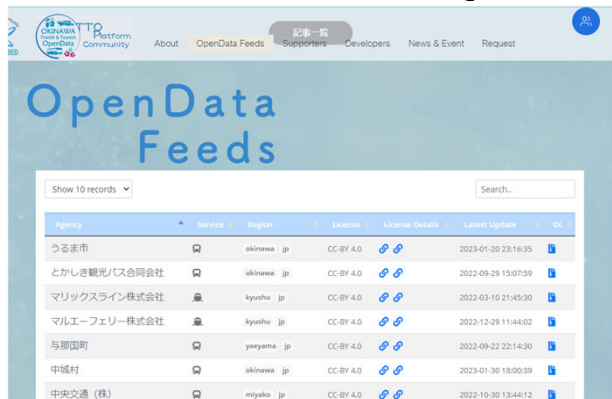 OKINAWA
Transit & Tourism
OpenData
TTO
Platform
Community
About
OpenData Feeds
記事一覧
Supporters
Developers
News & Event
Request
OpenData
Feeds
Show 10 records
Search..
Agency Service Region License License Details Latest Update DL
うるま市 okinawa jp CC-BY 4.0 2023-01-20 23:16:35
とかしき観光バス合同会社 okinawa jp CC-BY 4.0 2022-09-29 15:07:59
マリックスライン株式会社 kyushu jp CC-BY 4.0 2022-03-10 21:45:30
マルエーフェリー株式会社 kyushu jp CC-BY 4.0 2022-12-29 11:44:02
与那国町 yaeyama jp CC-BY 4.0 2022-09-22 22:14:30
中城村 okinawa jp CC-BY 4.0 2023-01-30 18:00:39
中央交通（株） miyako jp CC-BY 4.0 2022-10-30 13:44:12